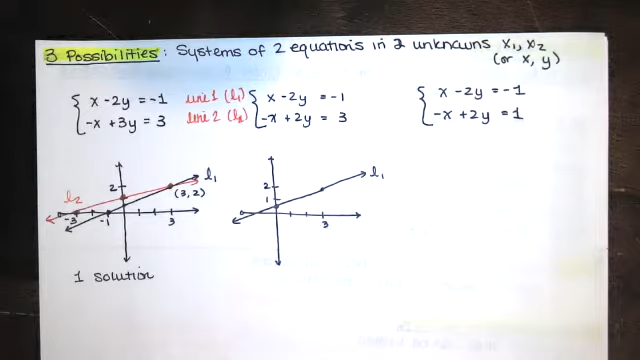 3 Possibilities: Systems of 2 equations in 2 unknowns x₁, x₂
(or x, y)
x - 2y = -1
-x + 3y = 3
line 1 (l₁)
line 2 (l₂)
x - 2y = -1
-x + 2y = 3
x - 2y = -1
-x + 2y = 1
l₂
l₁
2
(3, 2)
-3
-1
3
1 solution
l₁
2
1
3